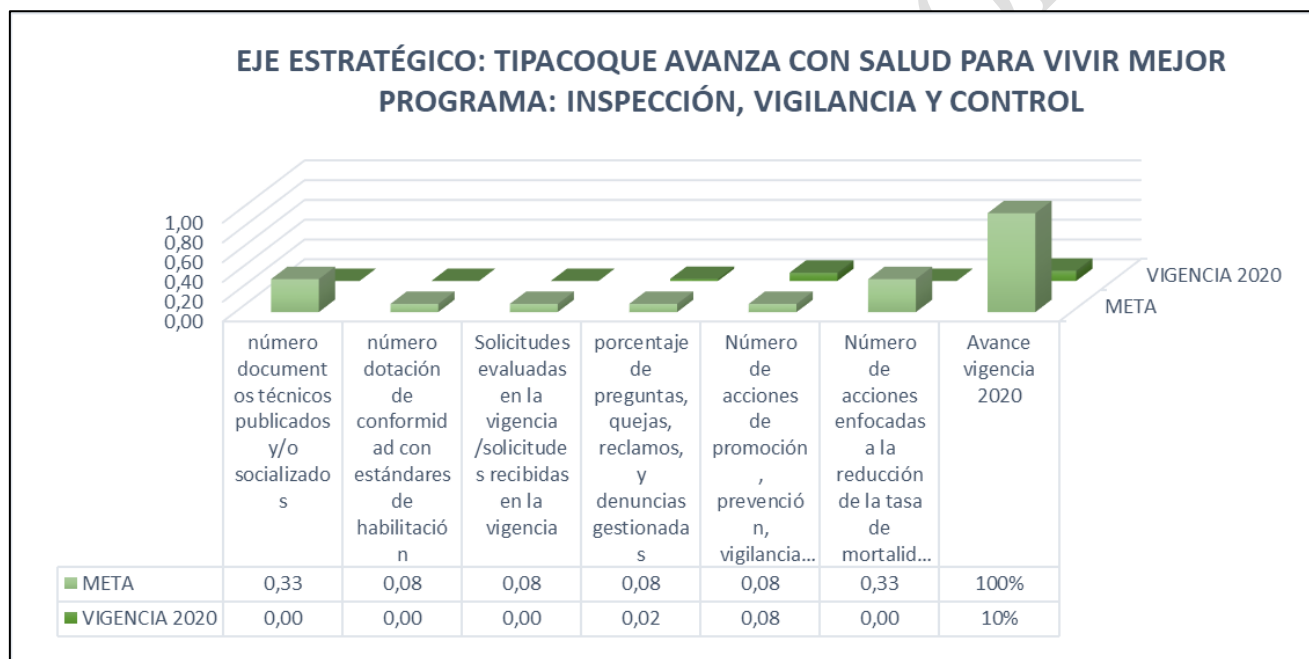 EJE ESTRATÉGICO: TIPACOQUE AVANZA CON SALUD PARA VIVIR MEJOR
PROGRAMA: INSPECCIÓN, VIGILANCIA Y CONTROL
1,00
0,80
0,60
0,40
0,20
0,00
VIGENCIA 2020
META
número
document
os técnicos
publicados
y/o
socializado
s
número
dotación
de
conformid
ad con
estándares
de
habilitació
n
Solicitudes
evaluadas
en la
vigencia
/solicitude
s recibidas
en la
vigencia
porcentaje
de
preguntas,
quejas,
reclamos,
y
denuncias
gestionada
s
Número
de
acciones
de
promoción
,
prevenció
n,
vigilancia...
Número
de
acciones
enfocadas
a la
reducción
de la tasa
de
mortalid...
Avance
vigencia
2020
META 0,33 0,08 0,08 0,08 0,08 0,33 100%
VIGENCIA 2020 0,00 0,00 0,00 0,02 0,08 0,00 10%